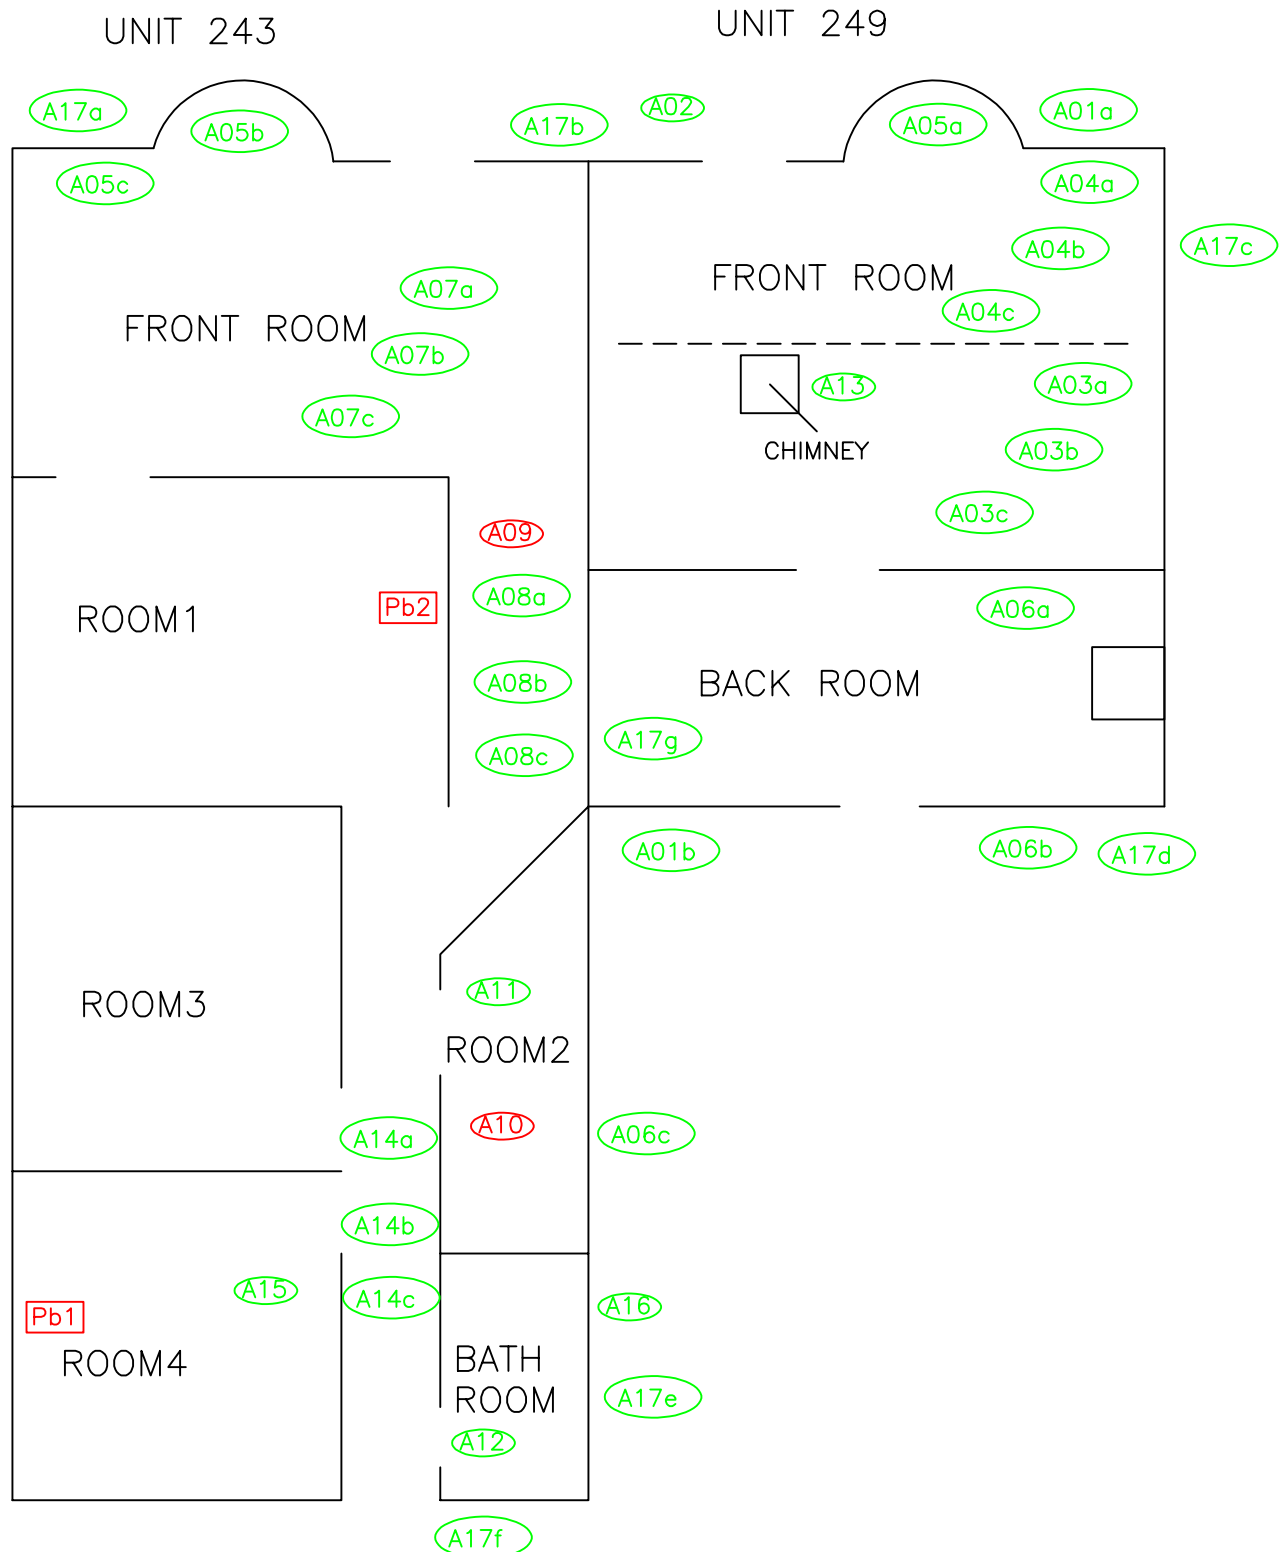 UNIT 243
UNIT 249
A17a
A05b
A17b
A02
A05a
A01a
A05c
A04a
A04b
A17c
A07a
FRONT ROOM
A04c
FRONT ROOM
A07b
A13
A03a
A07c
CHIMNEY
A03b
A03c
A09
A08a
Pb2
A06a
ROOM1
A08b
BACK ROOM
A08c
A17g
A01b
A06b
A17d
A11
ROOM3
ROOM2
A10
A14a
A06c
A14b
A15
A14c
A16
Pb1
ROOM4
BATH
ROOM
A17e
A12
A17f